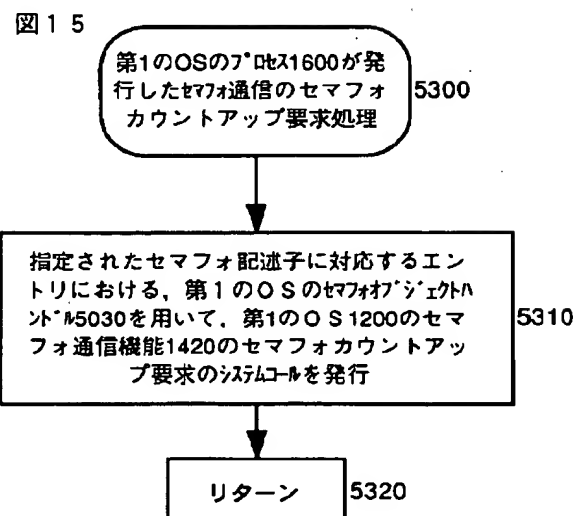 図15
第1のOSのプロセス1600が発
行したセマフォ通信のセマフォ
カウントアップ要求処理
5300
指定されたセマフォ記述子に対応するエン
トリにおける,第1のOSのセマフォオブジェクトハ
ンドル5030を用いて,第1のOS1200のセマ
フォ通信機能1420のセマフォカウントアッ
プ要求のシステムコールを発行
5310
リターン
5320